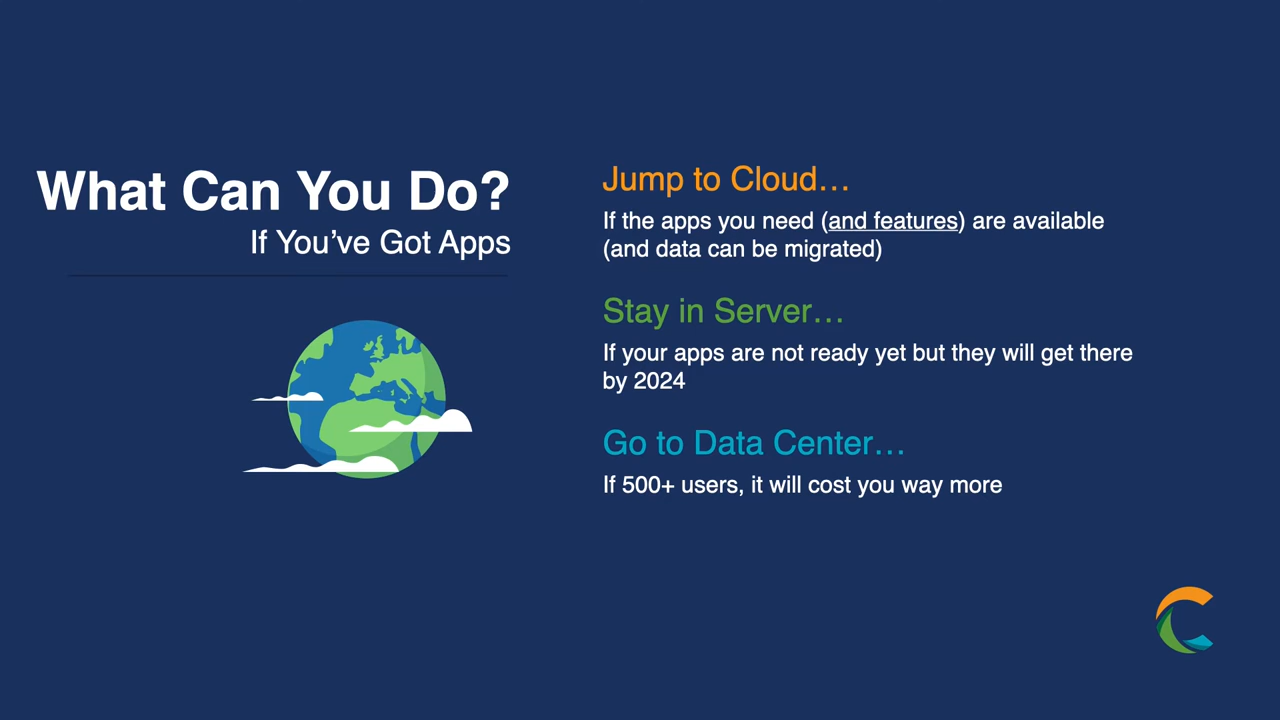 What Can You Do?
If You’ve Got Apps
Jump to Cloud…
If the apps you need (and features) are available
(and data can be migrated)
Stay in Server…
If your apps are not ready yet but they will get there
by 2024
Go to Data Center…
If 500+ users, it will cost you way more